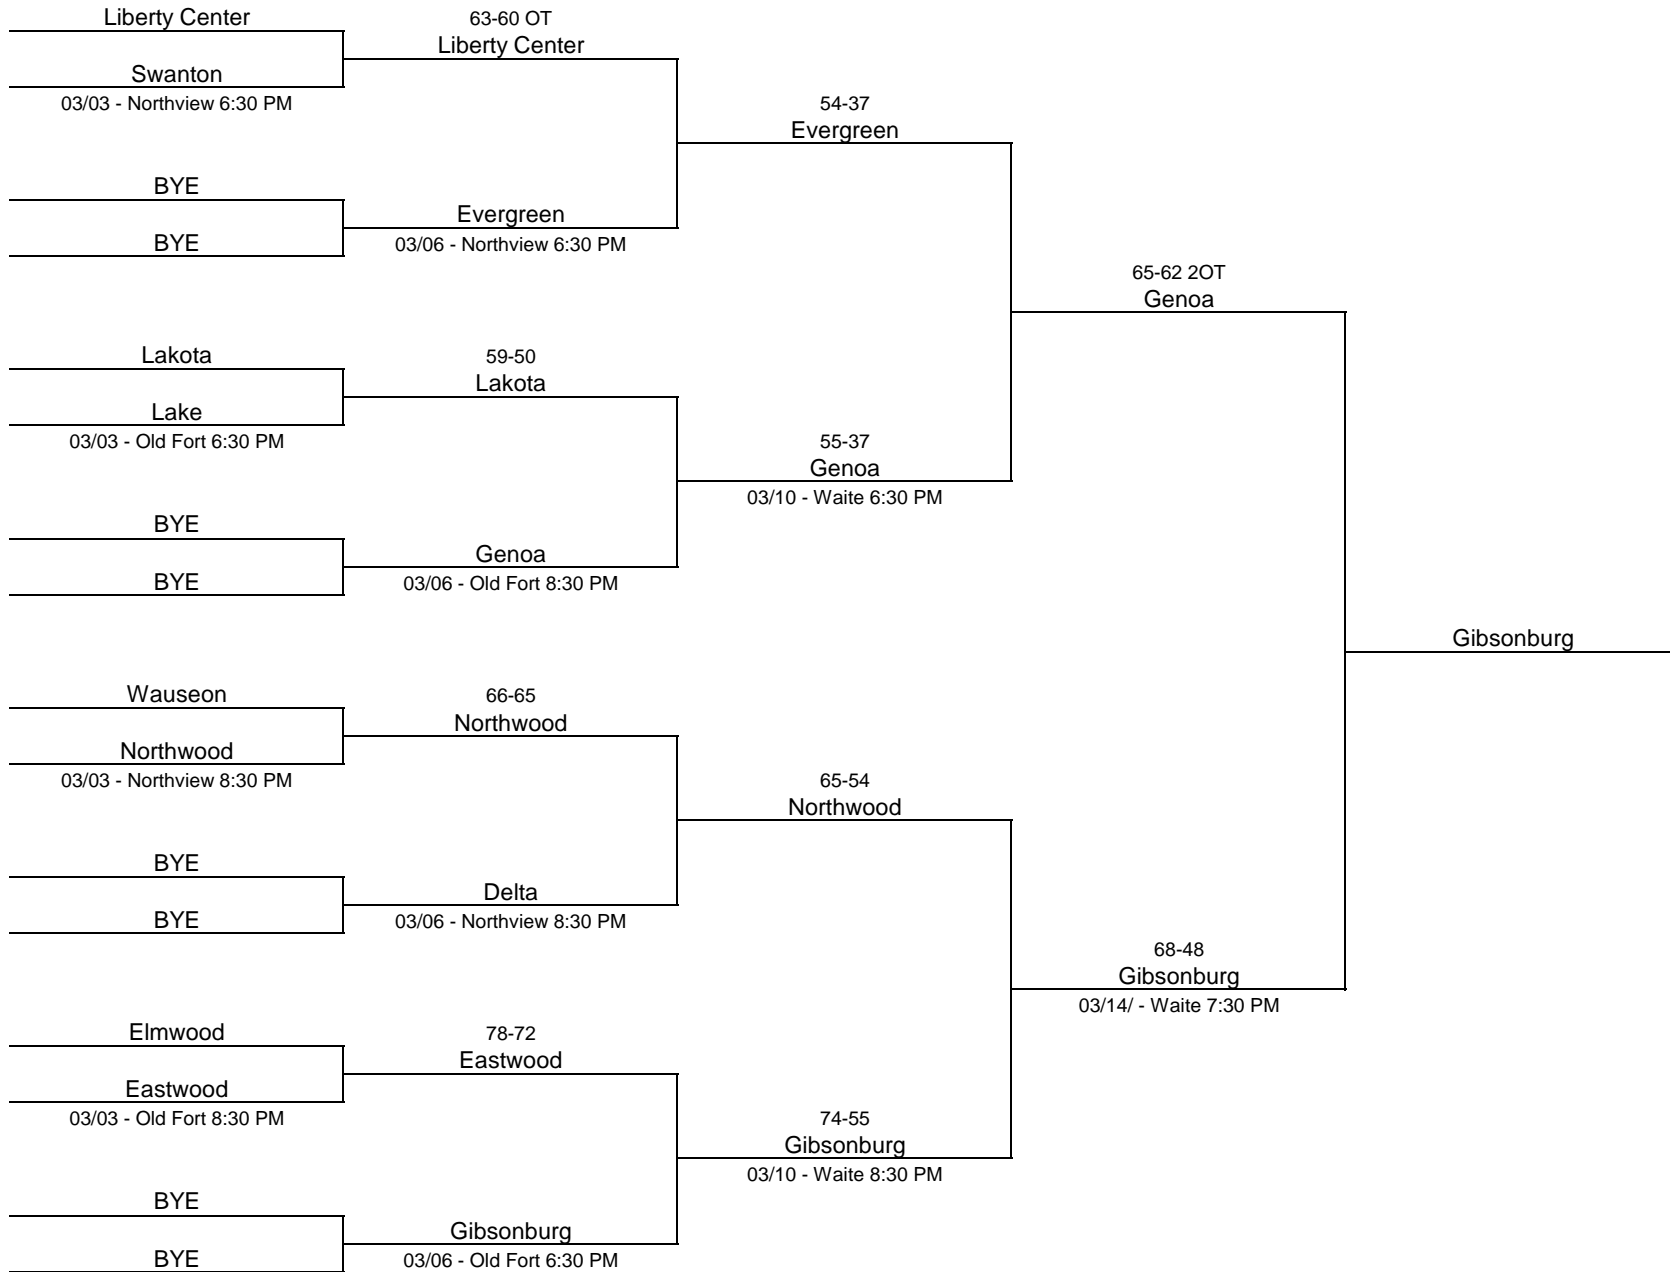 Liberty Center
Swanton
03/03 - Northview 6:30 PM
BYE
BYE
Lakota
Lake
03/03 - Old Fort 6:30 PM
BYE
BYE
Wauseon
Northwood
03/03 - Northview 8:30 PM
BYE
BYE
Elmwood
Eastwood
03/03 - Old Fort 8:30 PM
BYE
BYE
63-60 OT
Liberty Center
Evergreen
03/06 - Northview 6:30 PM
59-50
Lakota
Genoa
03/06 - Old Fort 8:30 PM
66-65
Northwood
Delta
03/06 - Northview 8:30 PM
78-72
Eastwood
Gibsonburg
03/06 - Old Fort 6:30 PM
54-37
Evergreen
55-37
Genoa
03/10 - Waite 6:30 PM
65-54
Northwood
74-55
Gibsonburg
03/10 - Waite 8:30 PM
65-62 2OT
Genoa
68-48
Gibsonburg
03/14/ - Waite 7:30 PM
Gibsonburg